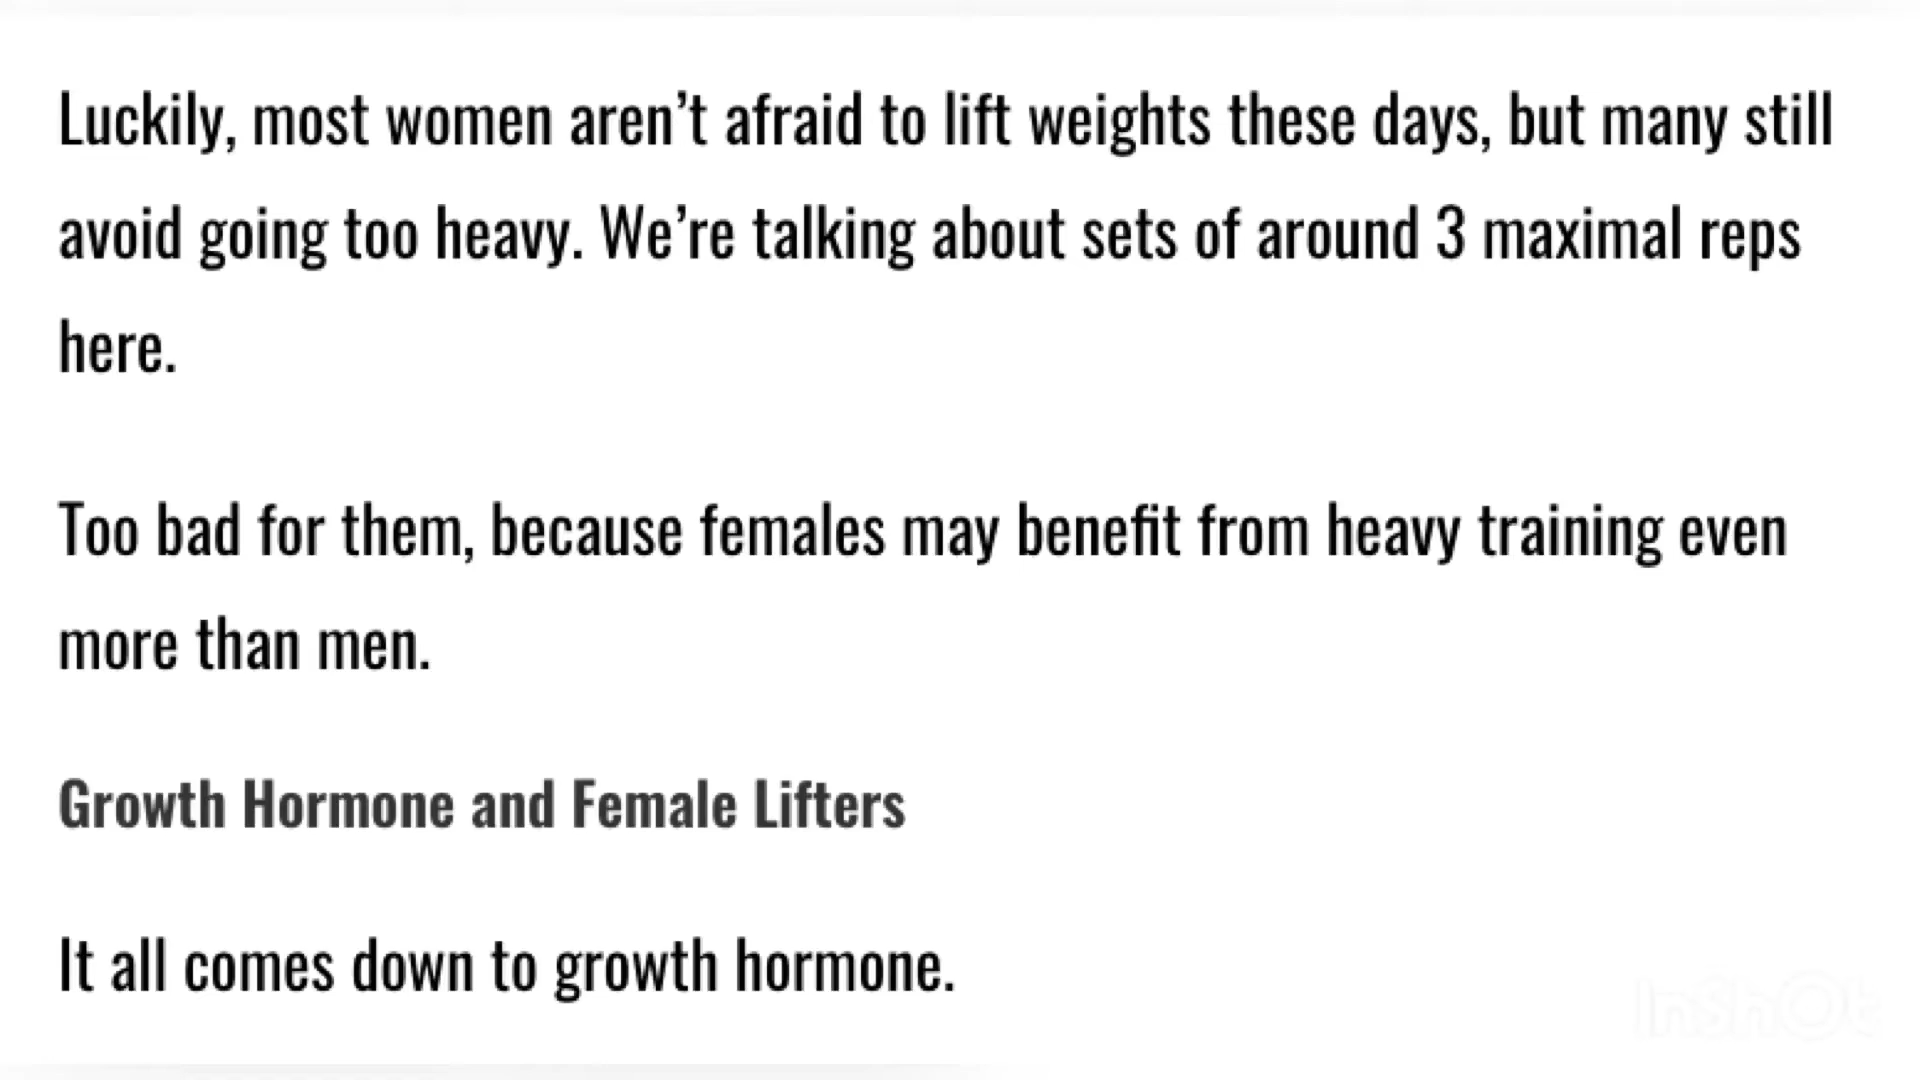 Luckily, most women aren’t afraid to lift weights these days, but many still
avoid going too heavy. We’re talking about sets of around 3 maximal reps
here.
Too bad for them, because females may benefit from heavy training even
more than men.
Growth Hormone and Female Lifters
It all comes down to growth hormone.
InShOt